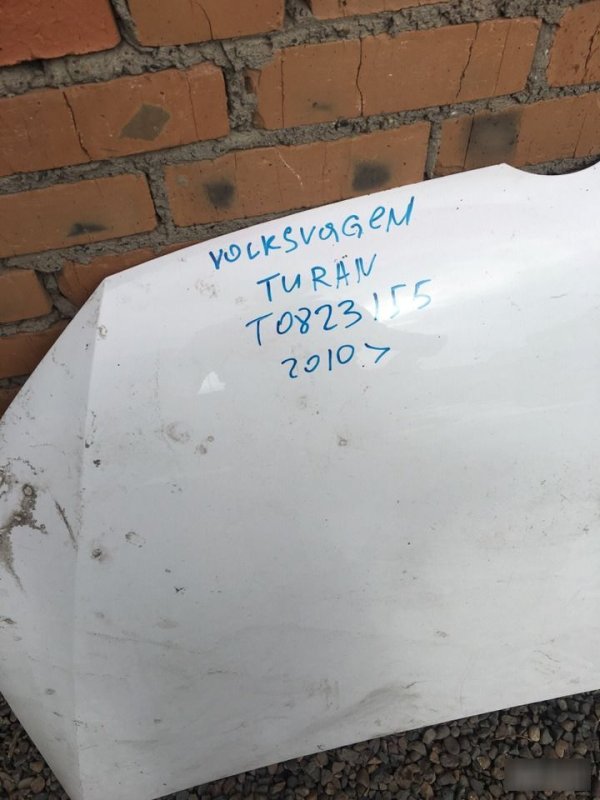 VOLKSVAGEN
TURAN
T0823155
2010>